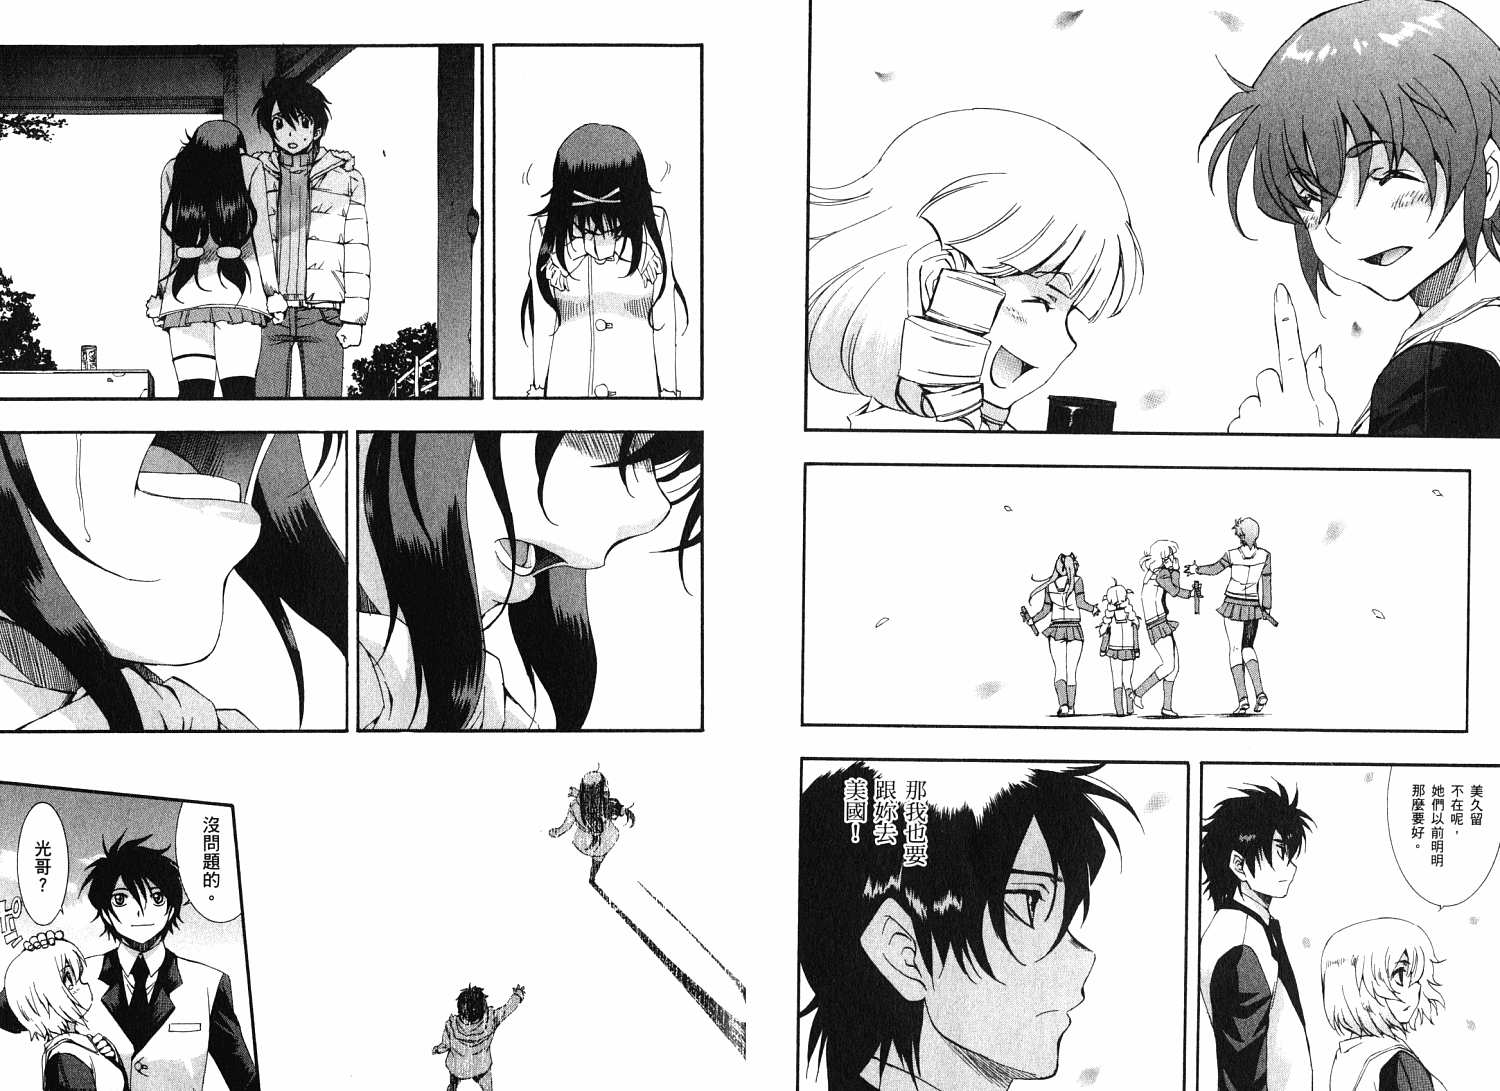 美久留
不在呢，
她們以前明明
那麼要好。
那我也要
跟妳去
美國！
沒問題的。
光哥？